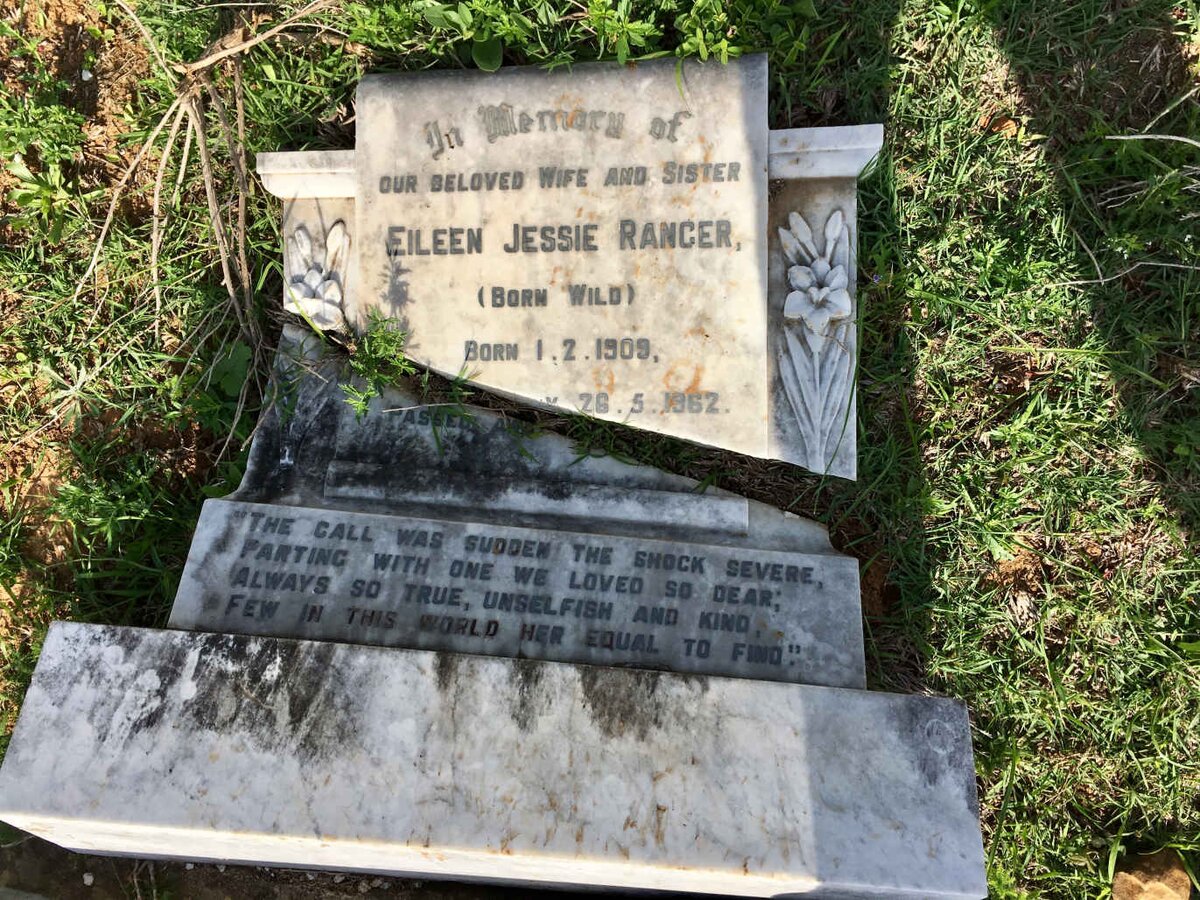 In Memory of
OUR BELOVED WIFE AND SISTER
EILEEN JESSIE RANGER,
(BORN WILD)
BORN 1.2.1909,
PASSED 28.5.1962.
"THE CALL WAS SUDDEN THE SHOCK SEVERE,
PARTING WITH ONE WE LOVED SO DEAR;
ALWAYS SO TRUE, UNSELFISH AND KIND,
FEW IN THIS WORLD HER EQUAL TO FIND."